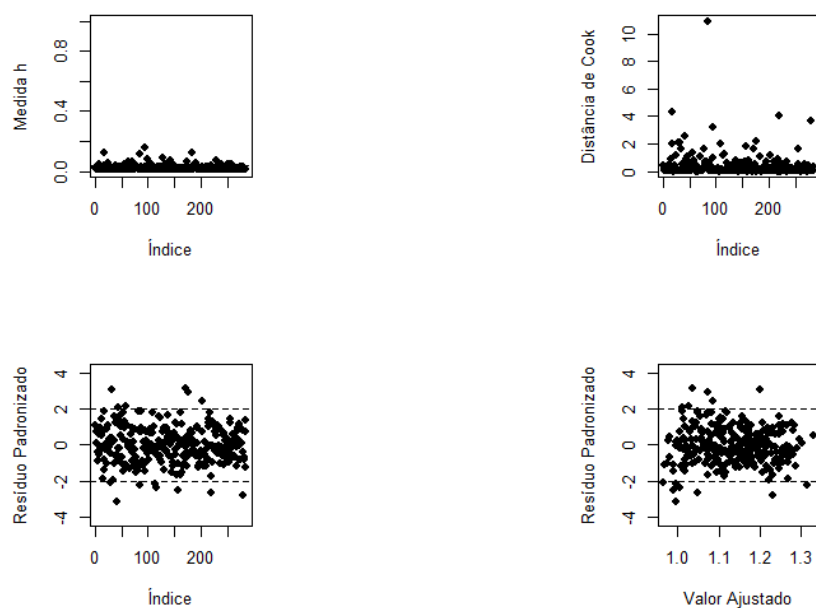 Medida h
0.0 0.4 0.8
0 100 200
Índice
Distância de Cook
0 2 4 6 8 10
0 100 200
Índice
Resíduo Padronizado
-4 -2 0 2 4
0 100 200
Índice
Resíduo Padronizado
-4 -2 0 2 4
1.0 1.1 1.2 1.3
Valor Ajustado